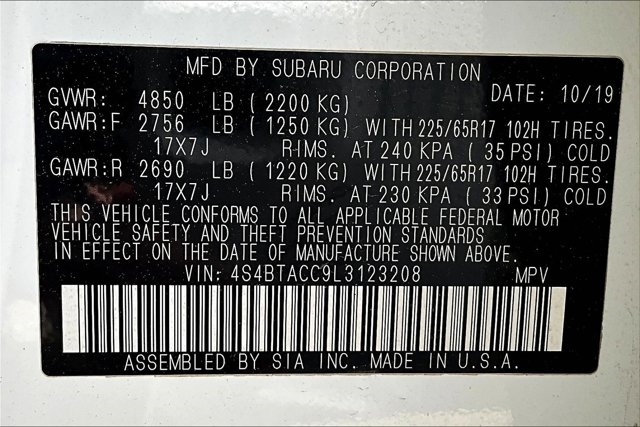 MFD BY SUBARU CORPORATION
GVWR: 4850 LB ( 2200 KG) DATE: 10/19
GAWR:F 2756 LB ( 1250 KG) WITH 225/65R17 102H TIRES.
17X7J RIMS. AT 240 KPA ( 35 PSI) COLD
GAWR:R 2690 LB ( 1220 KG) WITH 225/65R17 102H TIRES.
17X7J RIMS. AT 230 KPA ( 33 PSI) COLD
THIS VEHICLE CONFORMS TO ALL APPLICABLE FEDERAL MOTOR
VEHICLE SAFETY AND THEFT PREVENTION STANDARDS
IN EFFECT ON THE DATE OF MANUFACTURE SHOWN ABOVE.
VIN: 4S4BTACC9L3123208 MPV
ASSEMBLED BY SIA INC. MADE IN U.S.A.